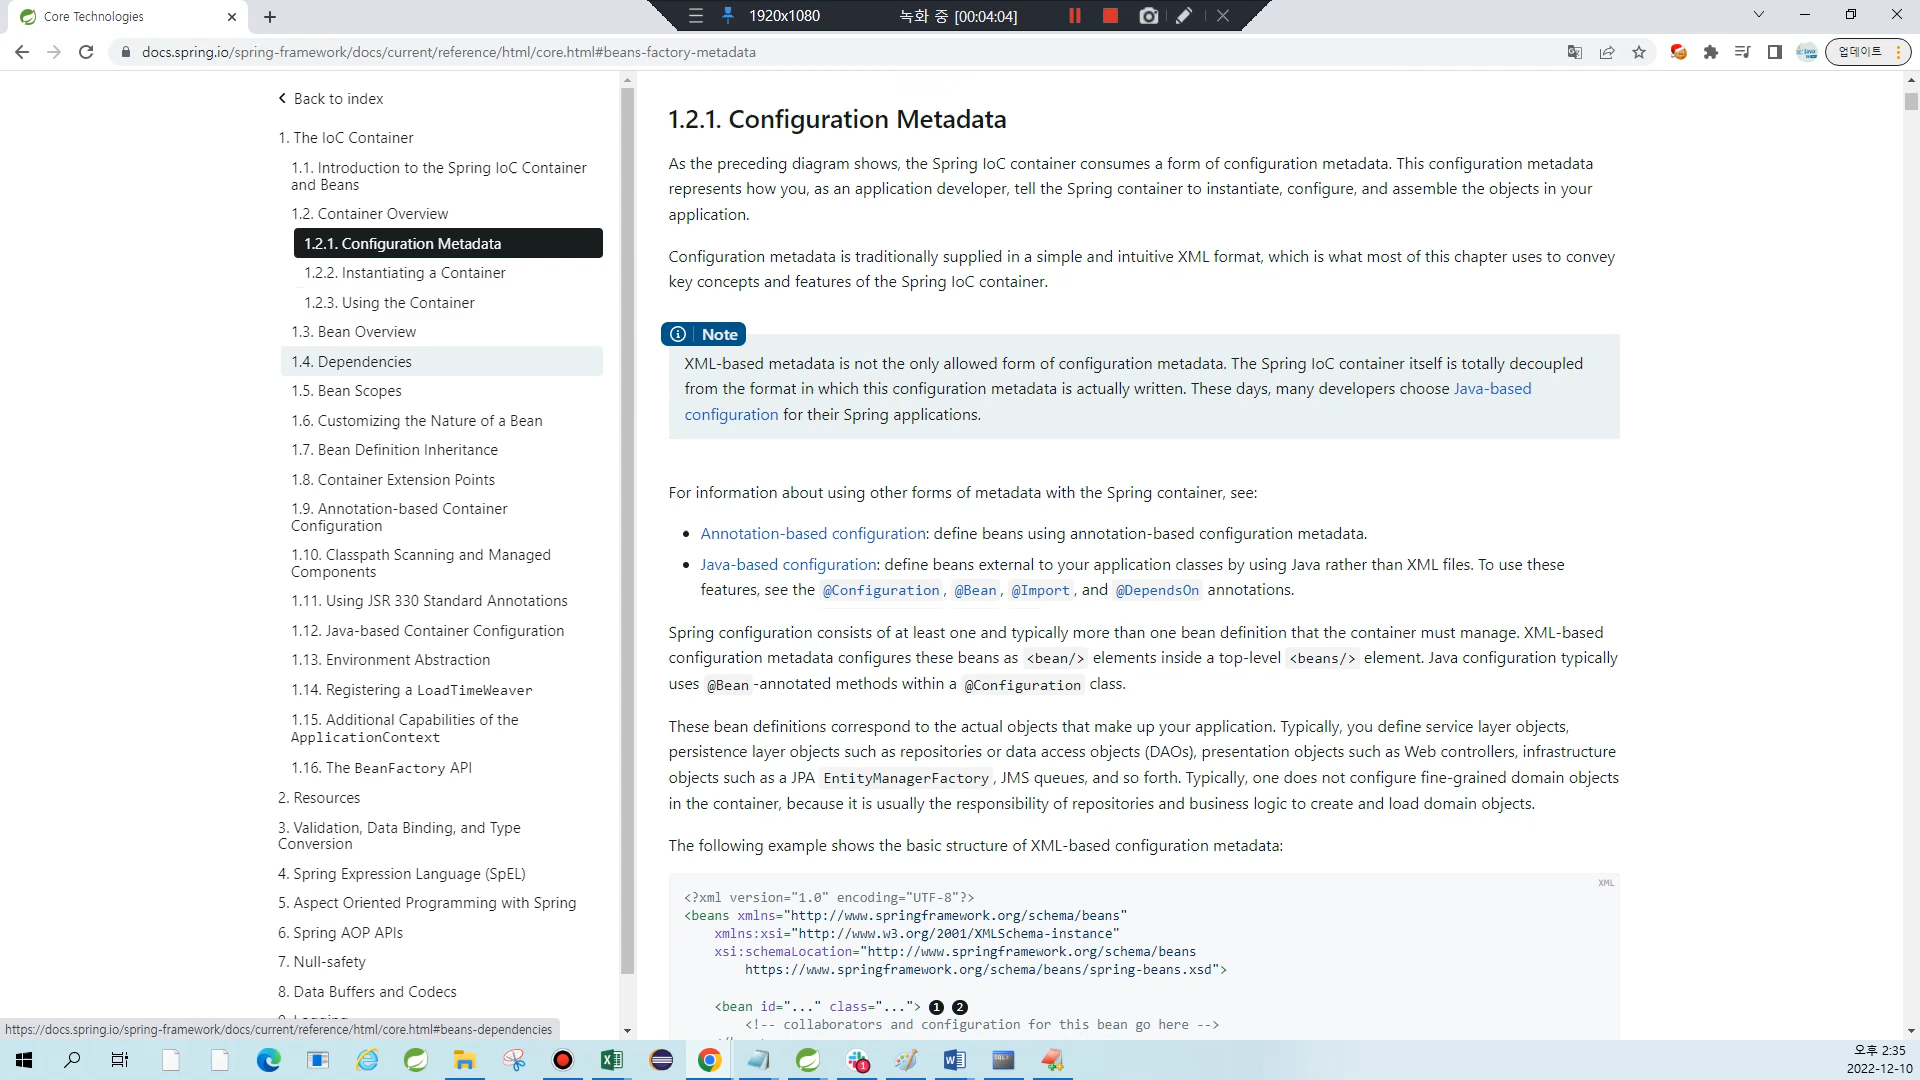 Core Technologies
1920x1080
녹화 중 [00:04:04]
docs.spring.io/spring-framework/docs/current/reference/html/core.html#beans-factory-metadata
업데이트
Back to index
1. The IoC Container
1.1. Introduction to the Spring IoC Container
and Beans
1.2. Container Overview
1.2.1. Configuration Metadata
1.2.2. Instantiating a Container
1.2.3. Using the Container
1.3. Bean Overview
1.4. Dependencies
1.5. Bean Scopes
1.6. Customizing the Nature of a Bean
1.7. Bean Definition Inheritance
1.8. Container Extension Points
1.9. Annotation-based Container
Configuration
1.10. Classpath Scanning and Managed
Components
1.11. Using JSR 330 Standard Annotations
1.12. Java-based Container Configuration
1.13. Environment Abstraction
1.14. Registering a LoadTimeWeaver
1.15. Additional Capabilities of the
ApplicationContext
1.16. The BeanFactory API
2. Resources
3. Validation, Data Binding, and Type
Conversion
4. Spring Expression Language (SpEL)
5. Aspect Oriented Programming with Spring
6. Spring AOP APIs
7. Null-safety
8. Data Buffers and Codecs
https://docs.spring.io/spring-framework/docs/current/reference/html/core.html#beans-dependencies
1.2.1. Configuration Metadata
As the preceding diagram shows, the Spring IoC container consumes a form of configuration metadata. This configuration metadata
represents how you, as an application developer, tell the Spring container to instantiate, configure, and assemble the objects in your
application.
Configuration metadata is traditionally supplied in a simple and intuitive XML format, which is what most of this chapter uses to convey
key concepts and features of the Spring IoC container.
Note
XML-based metadata is not the only allowed form of configuration metadata. The Spring IoC container itself is totally decoupled
from the format in which this configuration metadata is actually written. These days, many developers choose Java-based
configuration for their Spring applications.
For information about using other forms of metadata with the Spring container, see:
• Annotation-based configuration: define beans using annotation-based configuration metadata.
• Java-based configuration: define beans external to your application classes by using Java rather than XML files. To use these
features, see the @Configuration, @Bean, @Import, and @DependsOn annotations.
Spring configuration consists of at least one and typically more than one bean definition that the container must manage. XML-based
configuration metadata configures these beans as <bean/> elements inside a top-level <beans/> element. Java configuration typically
uses @Bean-annotated methods within a @Configuration class.
These bean definitions correspond to the actual objects that make up your application. Typically, you define service layer objects,
persistence layer objects such as repositories or data access objects (DAOs), presentation objects such as Web controllers, infrastructure
objects such as a JPA EntityManagerFactory, JMS queues, and so forth. Typically, one does not configure fine-grained domain objects
in the container, because it is usually the responsibility of repositories and business logic to create and load domain objects.
The following example shows the basic structure of XML-based configuration metadata:
XML
<?xml version="1.0" encoding="UTF-8"?>
<beans xmlns="http://www.springframework.org/schema/beans"
xmlns:xsi="http://www.w3.org/2001/XMLSchema-instance"
xsi:schemaLocation="http://www.springframework.org/schema/beans
https://www.springframework.org/schema/beans/spring-beans.xsd">
<bean id="..." class="..."> 1 2
<!-- collaborators and configuration for this bean go here -->
오후 2:35
2022-12-10